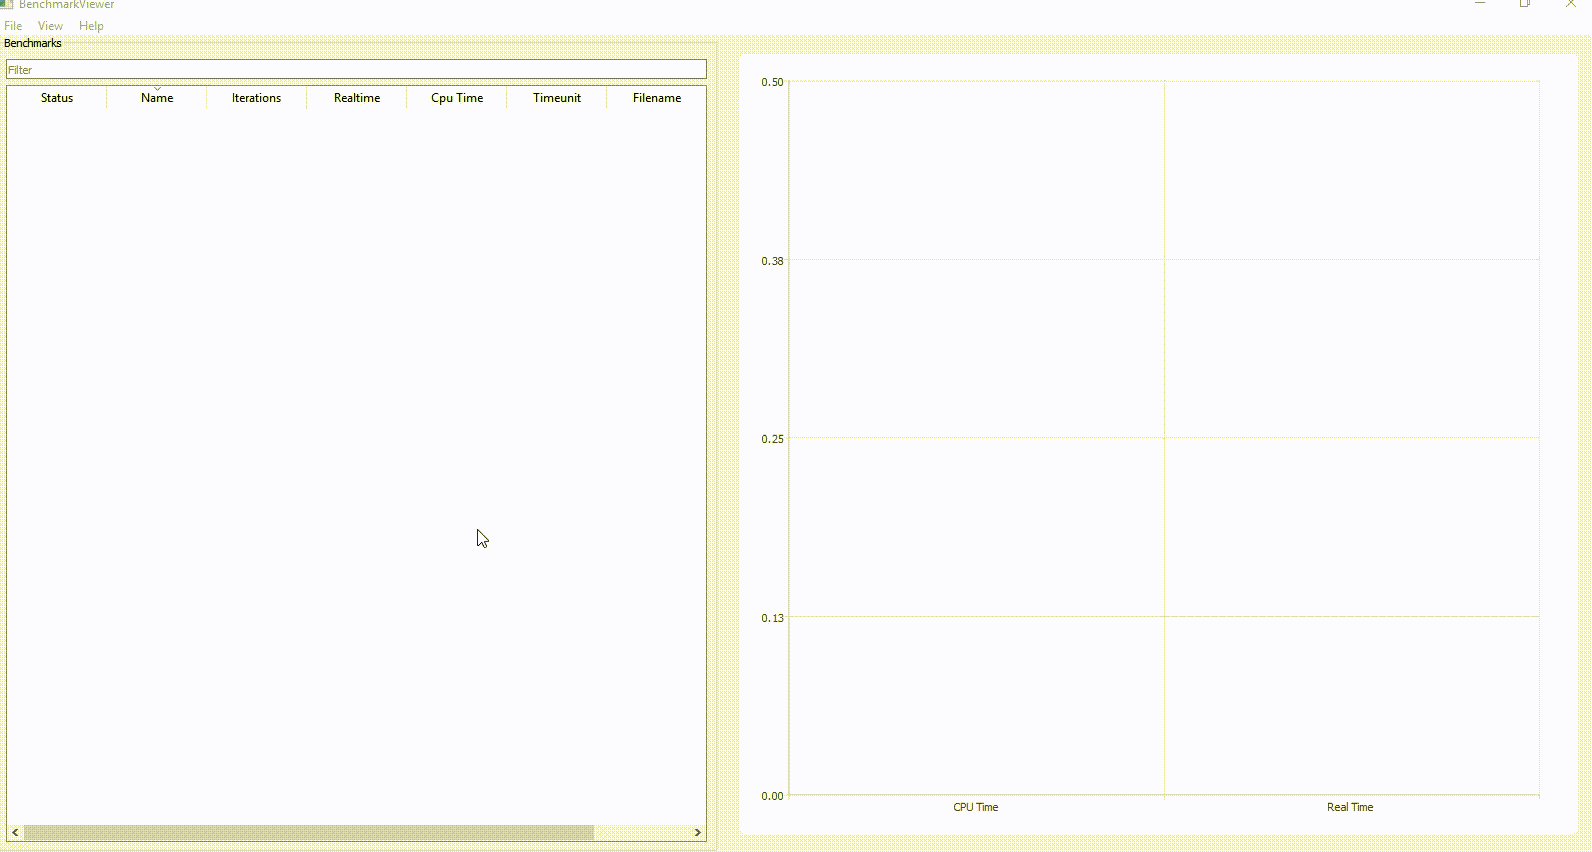 BenchmarkViewer
File View Help
Benchmarks
Filter
Status Name Iterations Realtime Cpu Time Timeunit Filename
0.50
0.38
0.25
0.13
0.00
CPU Time Real Time